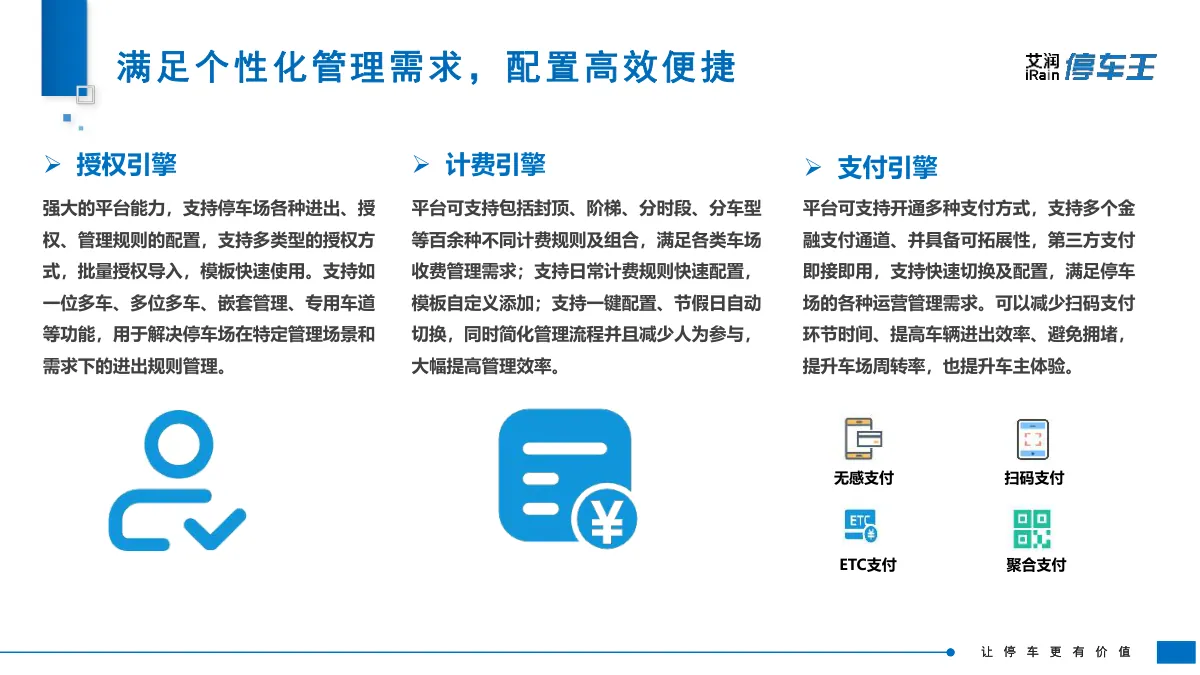 满足个性化管理需求，配置高效便捷
艾润
iRain
停车王
授权引擎
强大的平台能力，支持停车场各种进出、授
权、管理规则的配置，支持多类型的授权方
式，批量授权导入，模板快速使用。支持如
一位多车、多位多车、嵌套管理、专用车道
等功能，用于解决停车场在特定管理场景和
需求下的进出规则管理。
计费引擎
平台可支持包括封顶、阶梯、分时段、分车型
等百余种不同计费规则及组合，满足各类车场
收费管理需求；支持日常计费规则快速配置，
模板自定义添加；支持一键配置、节假日自动
切换，同时简化管理流程并且减少人为参与，
大幅提高管理效率。
¥
支付引擎
平台可支持开通多种支付方式，支持多个金
融支付通道、并具备可拓展性，第三方支付
即接即用，支持快速切换及配置，满足停车
场的各种运营管理需求。可以减少扫码支付
环节时间、提高车辆进出效率、避免拥堵，
提升车场周转率，也提升车主体验。
无感支付
扫码支付
ETC
¥
ETC支付
聚合支付
让停车更有价值